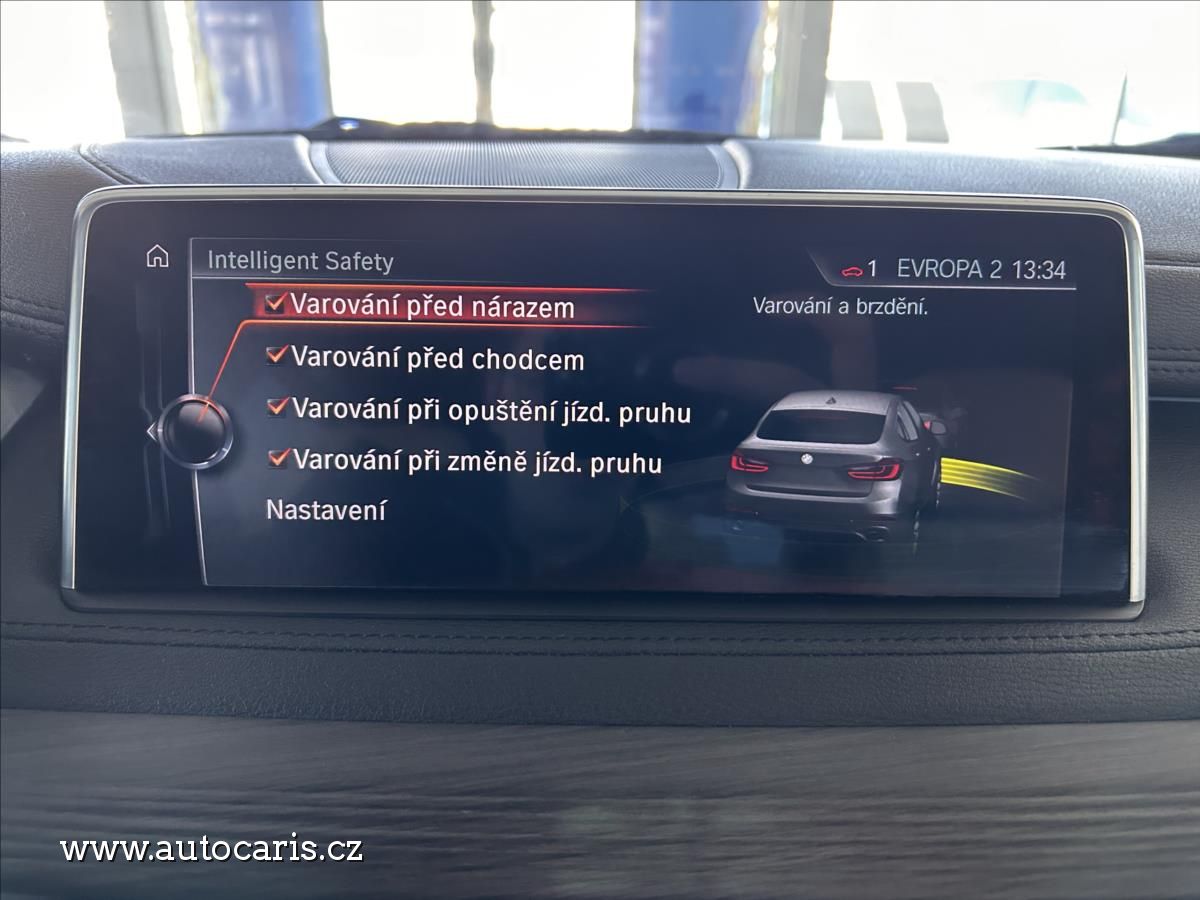 Intelligent Safety
1 EVROPA 2 13:34
Varování před nárazem
Varování a brzdění.
Varování před chodcem
Varování při opuštění jízd. pruhu
Varování při změně jízd. pruhu
Nastavení
www.autocaris.cz